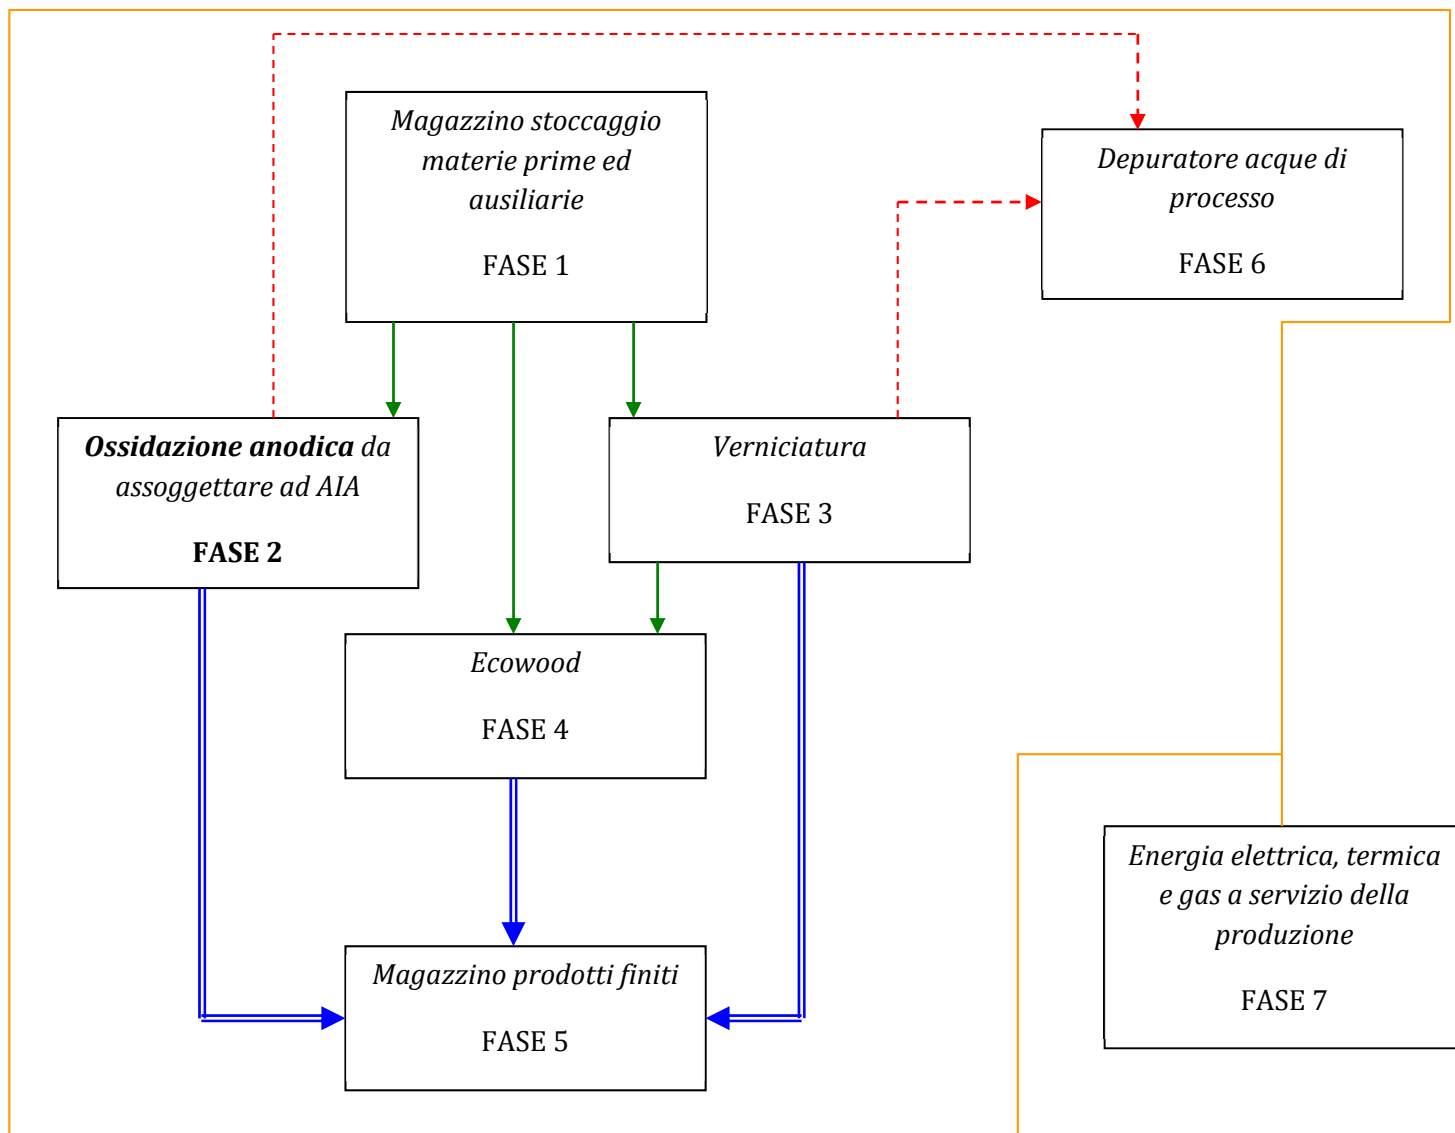 Magazzino stoccaggio
materie prime ed
ausiliarie
FASE 1
Depuratore acque di
processo
FASE 6
Ossidazione anodica da
assoggettare ad AIA
FASE 2
Verniciatura
FASE 3
Ecowood
FASE 4
Energia elettrica, termica
e gas a servizio della
produzione
FASE 7
Magazzino prodotti finiti
FASE 5